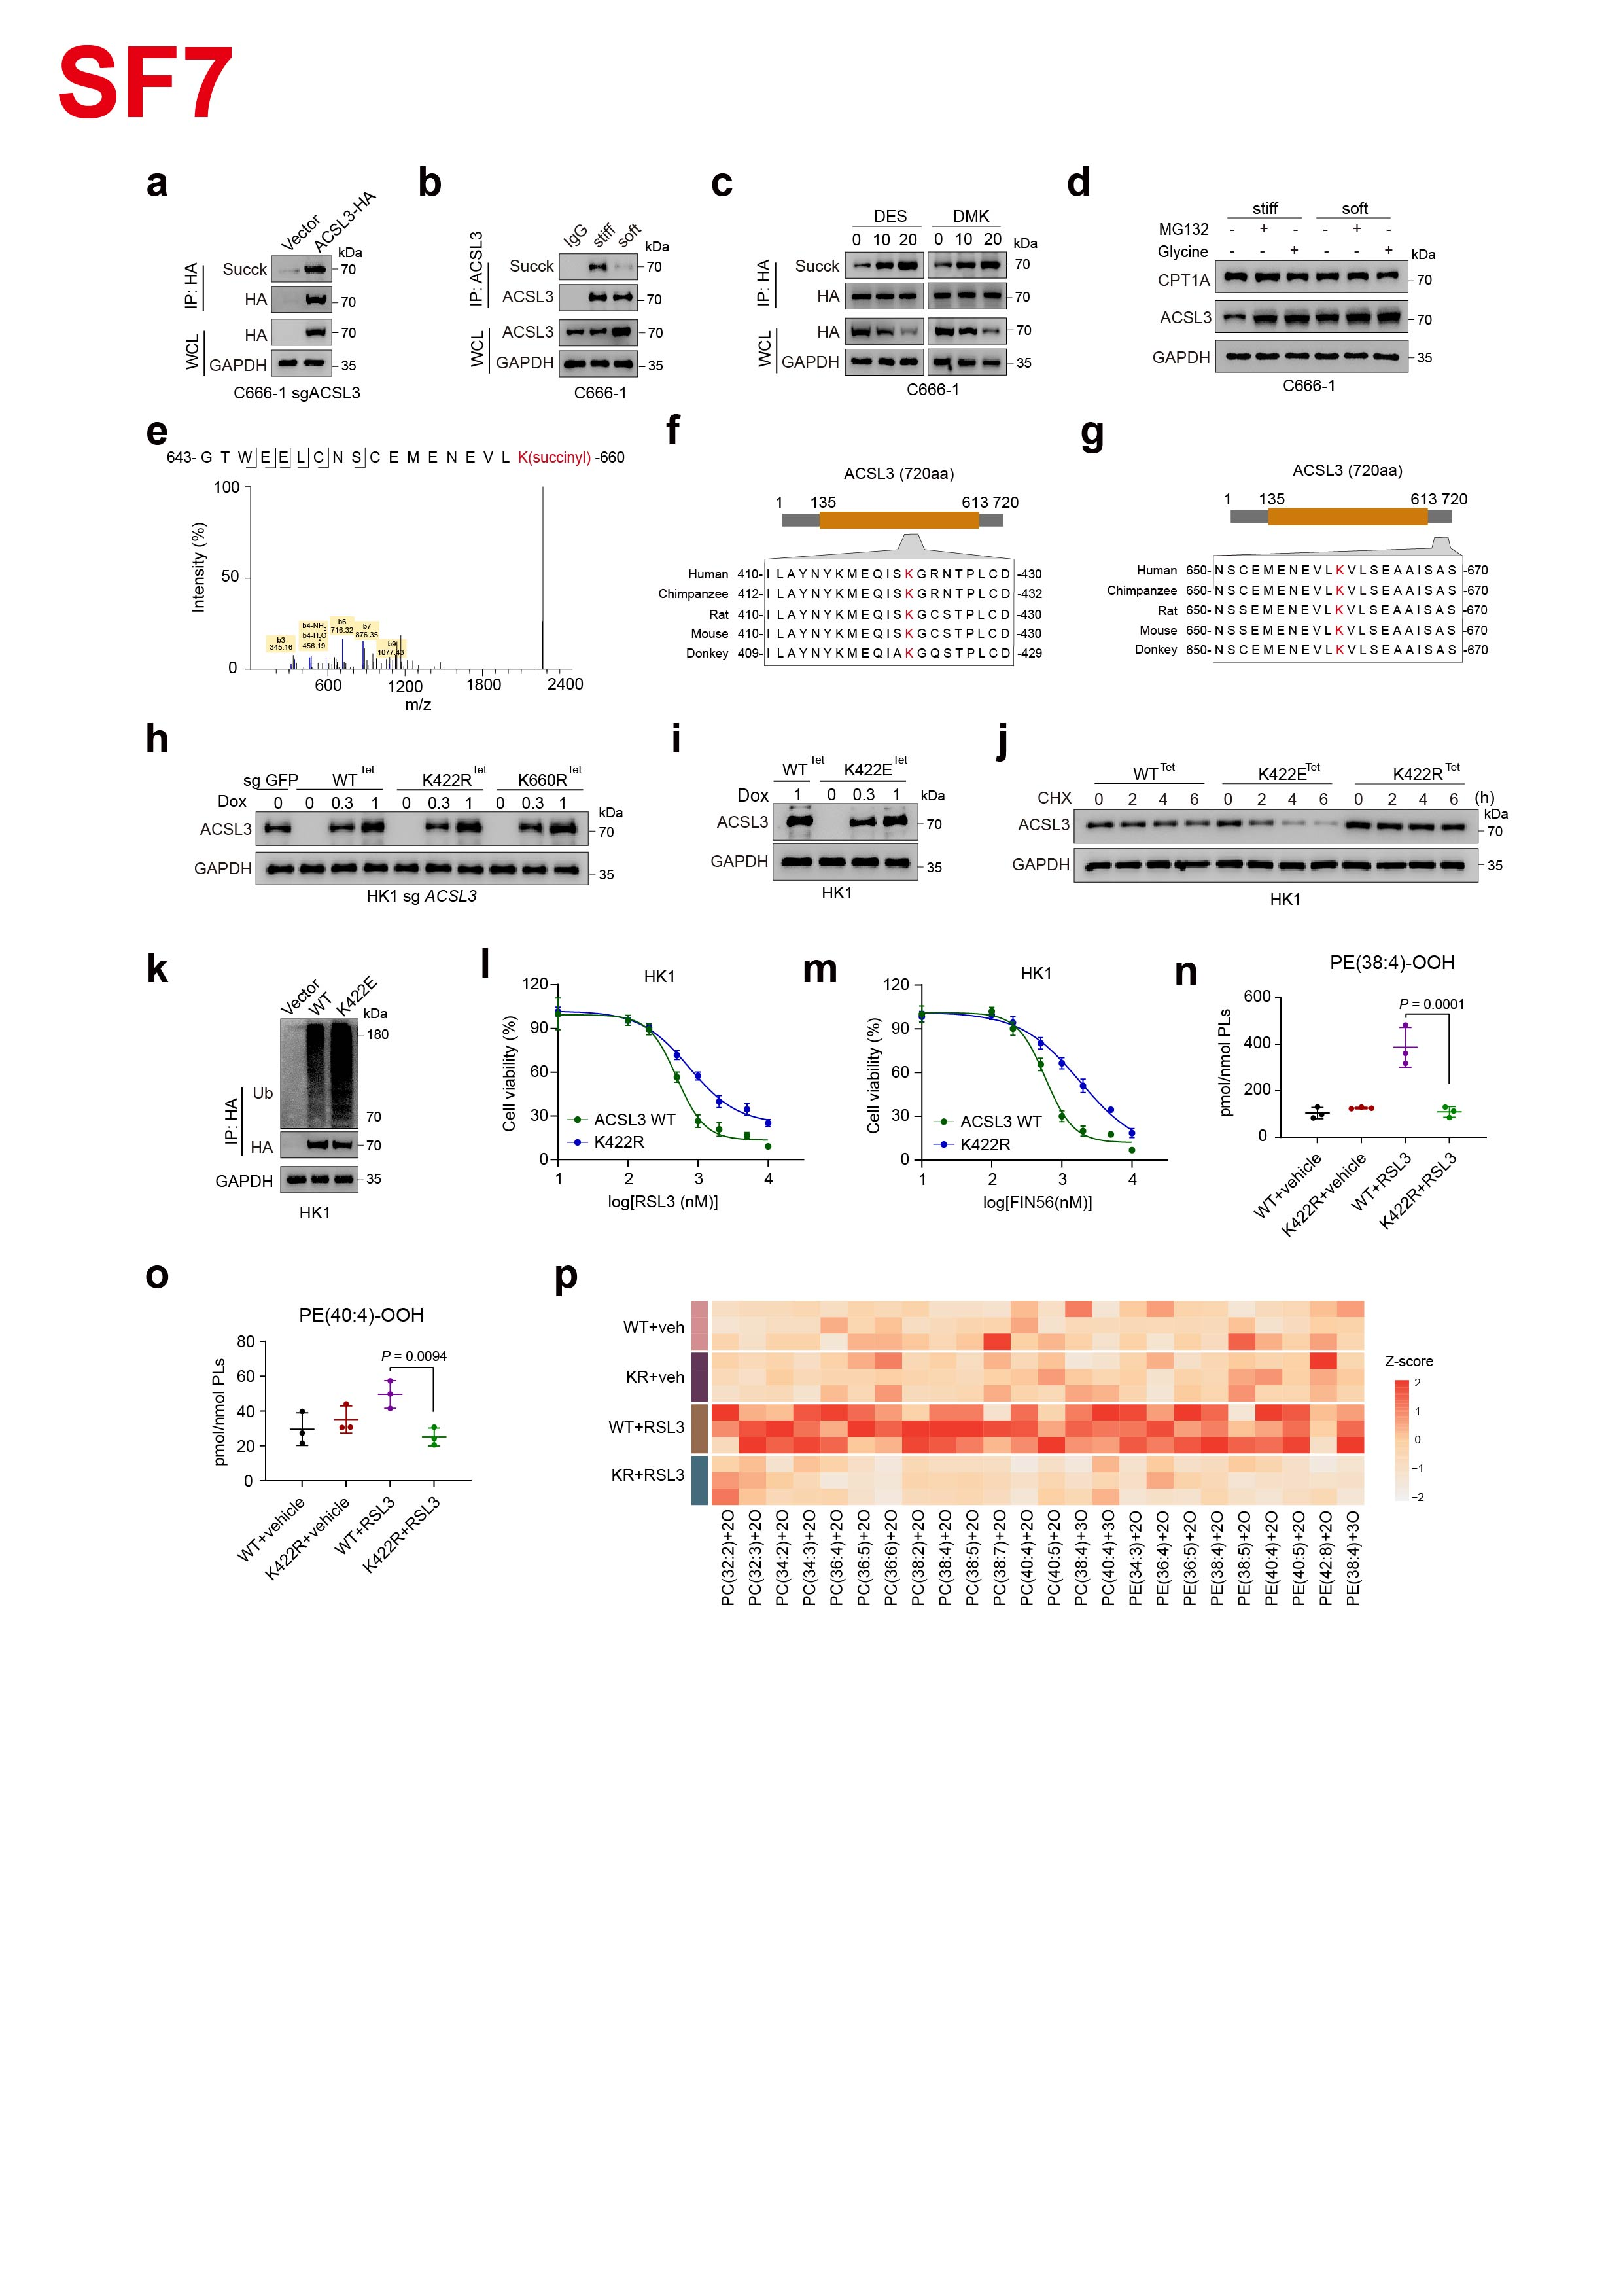 SF7
a
Vector
ACSL3-HA
kDa
IP: HA
Succk
70
HA
70
WCL
HA
70
GAPDH
35
C666-1 sgACSL3
b
IgG
stiff
soft
kDa
IP: ACSL3
Succk
70
ACSL3
70
WCL
ACSL3
70
GAPDH
35
C666-1
c
DES DMK
0 10 20 0 10 20 kDa
IP: HA
Succk
70
HA
70
WCL
HA
70
GAPDH
35
C666-1
d
stiff soft
MG132 - + - - + -
Glycine - - + - - + kDa
CPT1A
70
ACSL3
70
GAPDH
35
C666-1
e
643- G T W E E L C N S C E M E N E V L K(succinyl) -660
Intensity (%)
100
50
0
b3
345.16
b4-NH3
b4-H2O
456.19
b6
716.32
b7
876.35
b9
1077.43
600 1200 1800 2400
m/z
f
ACSL3 (720aa)
1 135 613 720
Human 410- I L A Y N Y K M E Q I S K G R N T P L C D -430
Chimpanzee 412- I L A Y N Y K M E Q I S K G R N T P L C D -432
Rat 410- I L A Y N Y K M E Q I S K G C S T P L C D -430
Mouse 410- I L A Y N Y K M E Q I S K G C S T P L C D -430
Donkey 409- I L A Y N Y K M E Q I A K G Q S T P L C D -429
g
ACSL3 (720aa)
1 135 613 720
Human 650- N S C E M E N E V L K V L S E A A I S A S -670
Chimpanzee 650- N S C E M E N E V L K V L S E A A I S A S -670
Rat 650- N S S E M E N E V L K V L S E A A I S A S -670
Mouse 650- N S S E M E N E V L K V L S E A A I S A S -670
Donkey 650- N S C E M E N E V L K V L S E A A I S A S -670
h
sg GFP WT Tet K422R Tet K660R Tet
Dox 0 0 0.3 1 0 0.3 1 0 0.3 1 kDa
ACSL3
70
GAPDH
35
HK1 sg ACSL3
i
WT Tet K422E Tet
Dox 1 0 0.3 1 kDa
ACSL3
70
GAPDH
35
HK1
j
WT Tet K422E Tet K422R Tet
CHX 0 2 4 6 0 2 4 6 0 2 4 6 (h)
kDa
ACSL3
70
GAPDH
35
HK1
k
Vector
WT
K422E
kDa
180
IP: HA
Ub
70
HA
70
GAPDH
35
HK1
l
HK1
Cell viability (%)
120
90
60
30
0
ACSL3 WT
K422R
1 2 3 4
log[RSL3 (nM)]
m
HK1
Cell viability (%)
120
90
60
30
0
ACSL3 WT
K422R
1 2 3 4
log[FIN56(nM)]
n
PE(38:4)-OOH
P = 0.0001
pmol/nmol PLs
600
400
200
0
WT+vehicle
K422R+vehicle
WT+RSL3
K422R+RSL3
o
PE(40:4)-OOH
P = 0.0094
pmol/nmol PLs
80
60
40
20
0
WT+vehicle
K422R+vehicle
WT+RSL3
K422R+RSL3
p
WT+veh
KR+veh
WT+RSL3
KR+RSL3
Z-score
2
1
0
−1
−2
PC(32:2)+2O
PC(32:3)+2O
PC(34:2)+2O
PC(34:3)+2O
PC(36:4)+2O
PC(36:5)+2O
PC(36:6)+2O
PC(38:2)+2O
PC(38:4)+2O
PC(38:5)+2O
PC(38:7)+2O
PC(40:4)+2O
PC(40:5)+2O
PC(38:4)+3O
PC(40:4)+3O
PE(34:3)+2O
PE(36:4)+2O
PE(36:5)+2O
PE(38:4)+2O
PE(38:5)+2O
PE(40:4)+2O
PE(40:5)+2O
PE(42:8)+2O
PE(38:4)+3O